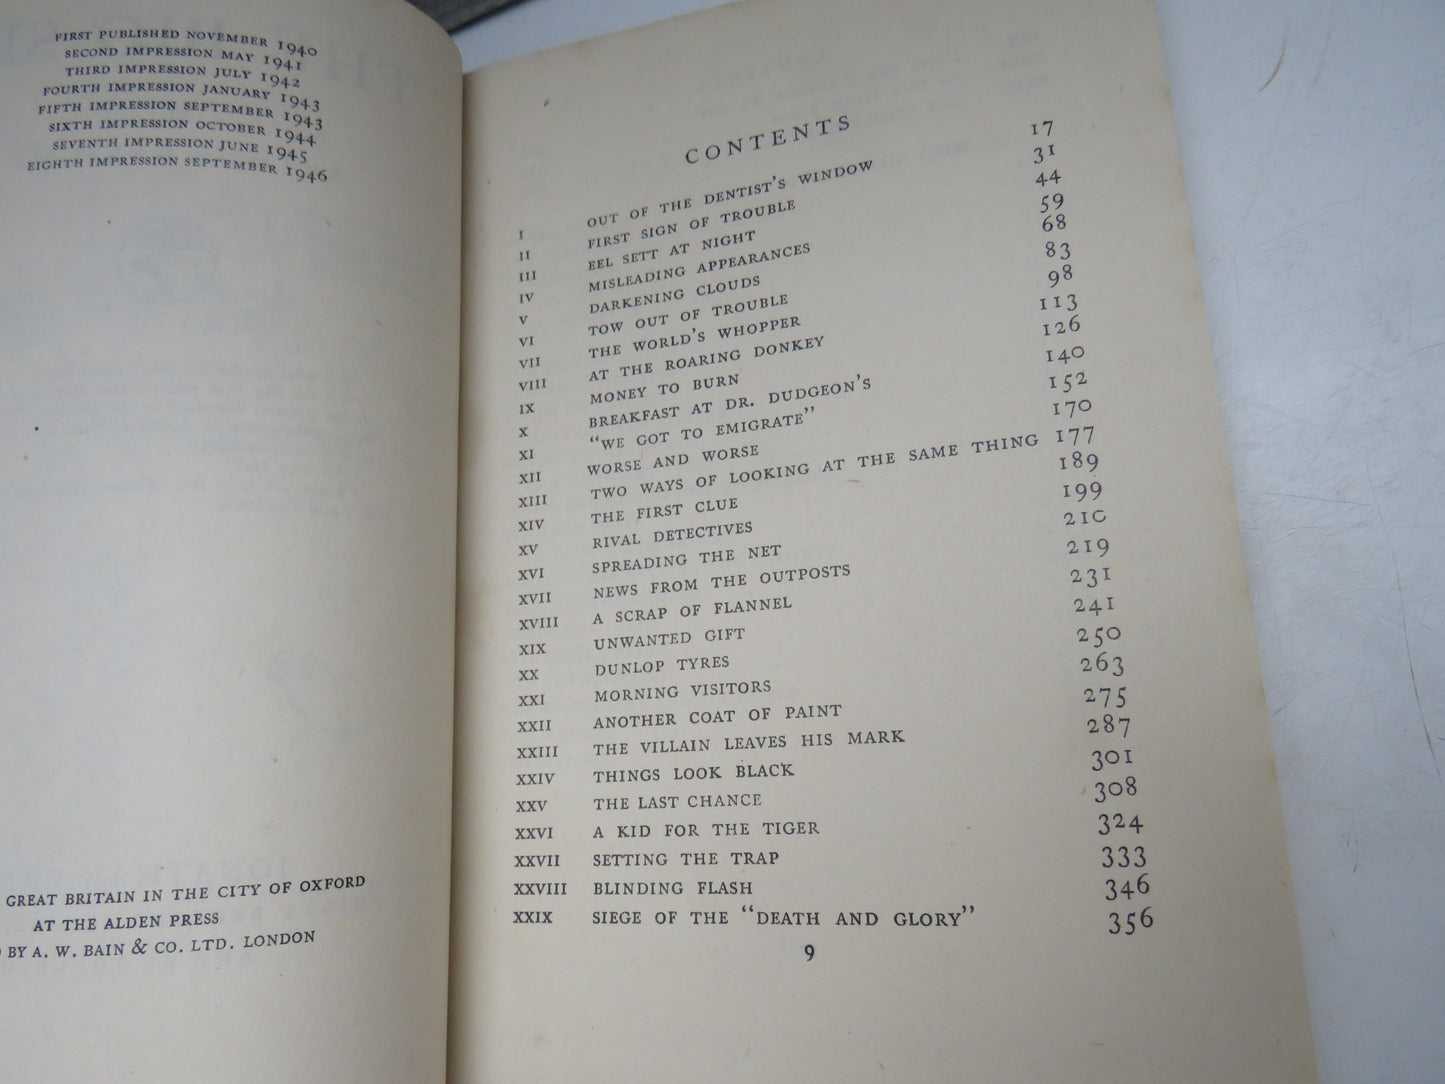 FIRST PUBLISHED NOVEMBER 1940
SECOND IMPRESSION MAY 1941
THIRD IMPRESSION JULY 1942
FOURTH IMPRESSION JANUARY 1943
FIFTH IMPRESSION SEPTEMBER 1943
SIXTH IMPRESSION OCTOBER 1944
SEVENTH IMPRESSION JUNE 1945
EIGHTH IMPRESSION SEPTEMBER 1946
GREAT BRITAIN IN THE CITY OF OXFORD
AT THE ALDEN PRESS
BY A. W. BAIN & CO. LTD. LONDON
CONTENTS
I OUT OF THE DENTIST'S WINDOW 17
II FIRST SIGN OF TROUBLE 31
III EEL SETT AT NIGHT 44
IV MISLEADING APPEARANCES 59
V DARKENING CLOUDS 68
VI TOW OUT OF TROUBLE 83
VII THE WORLD'S WHOPPER 98
VIII AT THE ROARING DONKEY 113
IX MONEY TO BURN 126
X BREAKFAST AT DR. DUDGEON'S 140
XI "WE GOT TO EMIGRATE" 152
XII WORSE AND WORSE 170
XIII TWO WAYS OF LOOKING AT THE SAME THING 177
XIV THE FIRST CLUE 189
XV RIVAL DETECTIVES 199
XVI SPREADING THE NET 210
XVII NEWS FROM THE OUTPOSTS 219
XVIII A SCRAP OF FLANNEL 231
XIX UNWANTED GIFT 241
XX DUNLOP TYRES 250
XXI MORNING VISITORS 263
XXII ANOTHER COAT OF PAINT 275
XXIII THE VILLAIN LEAVES HIS MARK 287
XXIV THINGS LOOK BLACK 301
XXV THE LAST CHANCE 308
XXVI A KID FOR THE TIGER 324
XXVII SETTING THE TRAP 333
XXVIII BLINDING FLASH 346
XXIX SIEGE OF THE "DEATH AND GLORY" 356
9